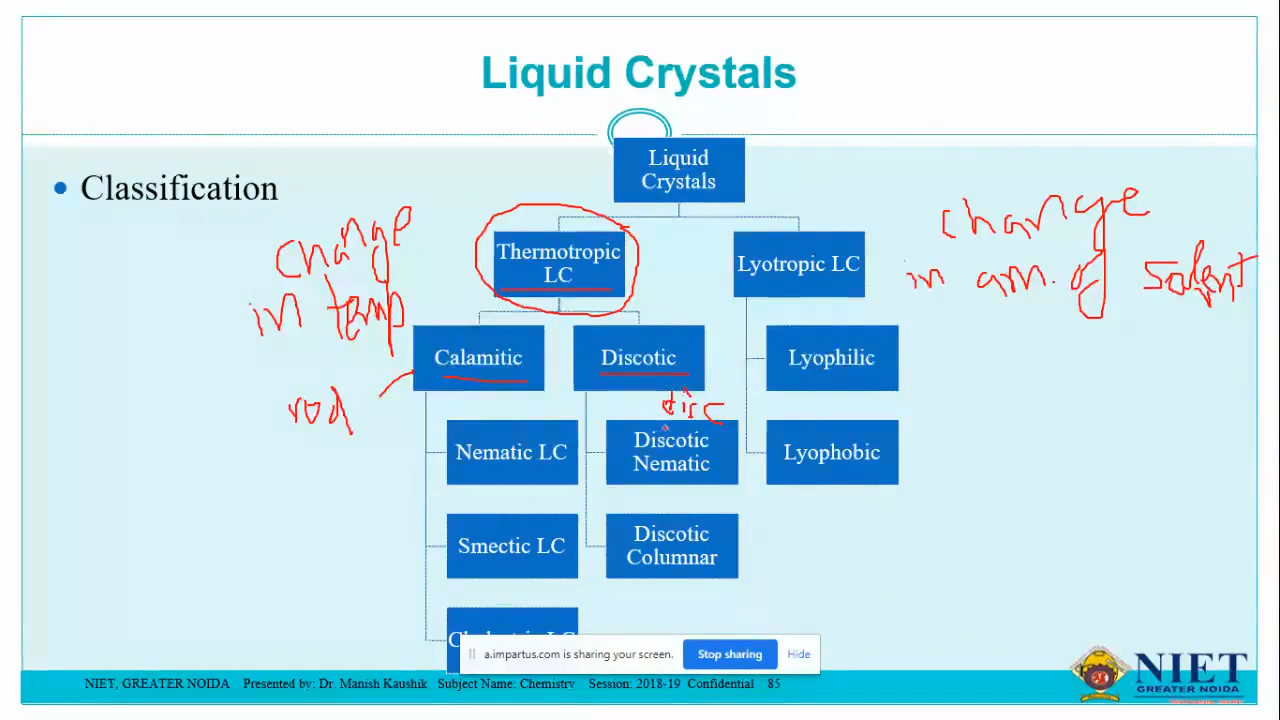 Liquid Crystals
• Classification
Liquid
Crystals
change
in temp
Thermotropic
LC
Lyotropic LC
change
in am. of solvent
rod
Calamitic
Discotic
disc
Lyophilic
Nematic LC
Discotic
Nematic
Lyophobic
Smectic LC
Discotic
Columnar
a.impartus.com is sharing your screen.
Stop sharing
Hide
NIET, GREATER NOIDA Presented by: Dr. Manish Kaushik Subject Name: Chemistry Session: 2018-19 Confidential 85
NIET
GREATER NOIDA